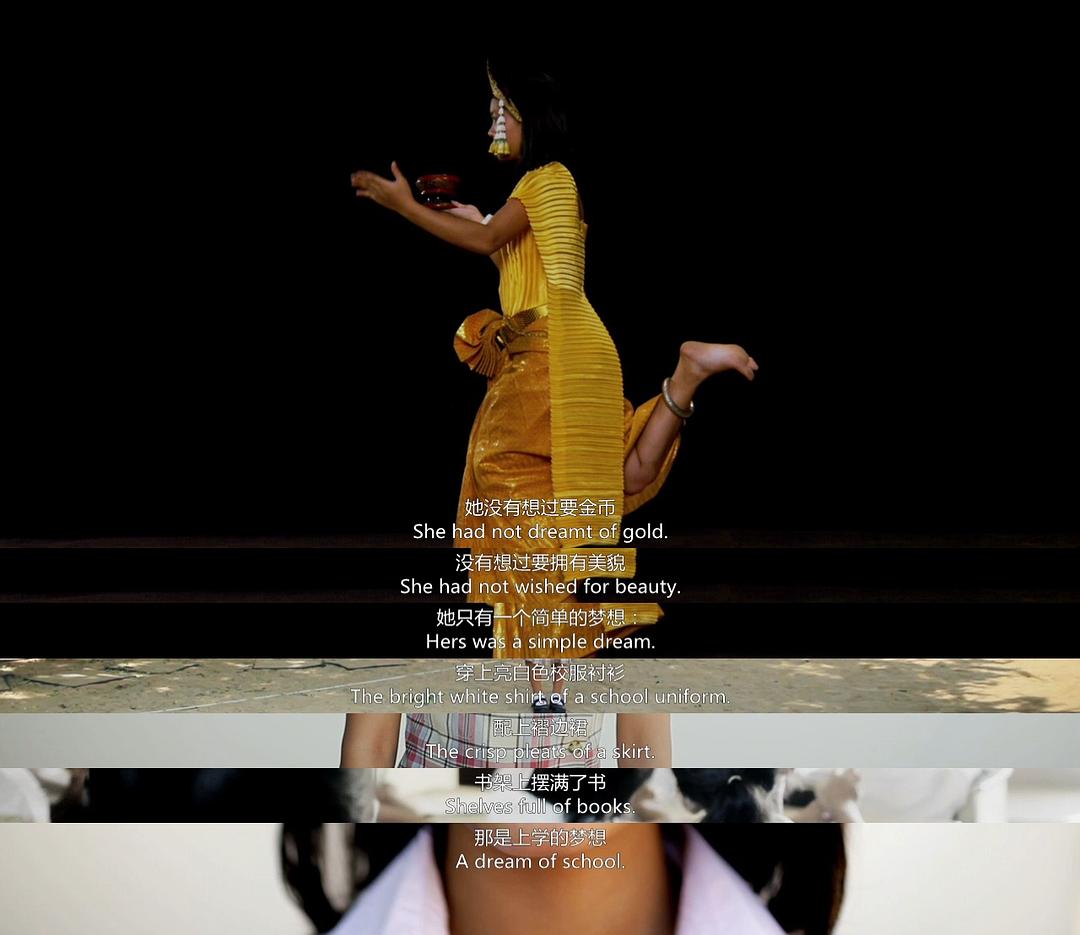 她没有想过要金币
She had not dreamt of gold.
没有想过要拥有美貌
She had not wished for beauty.
她只有一个简单的梦想：
Hers was a simple dream.
穿上亮白色校服衬衫
The bright white shirt of a school uniform.
配上褶边裙
The crisp pleats of a skirt.
书架上摆满了书
Shelves full of books.
那是上学的梦想
A dream of school.